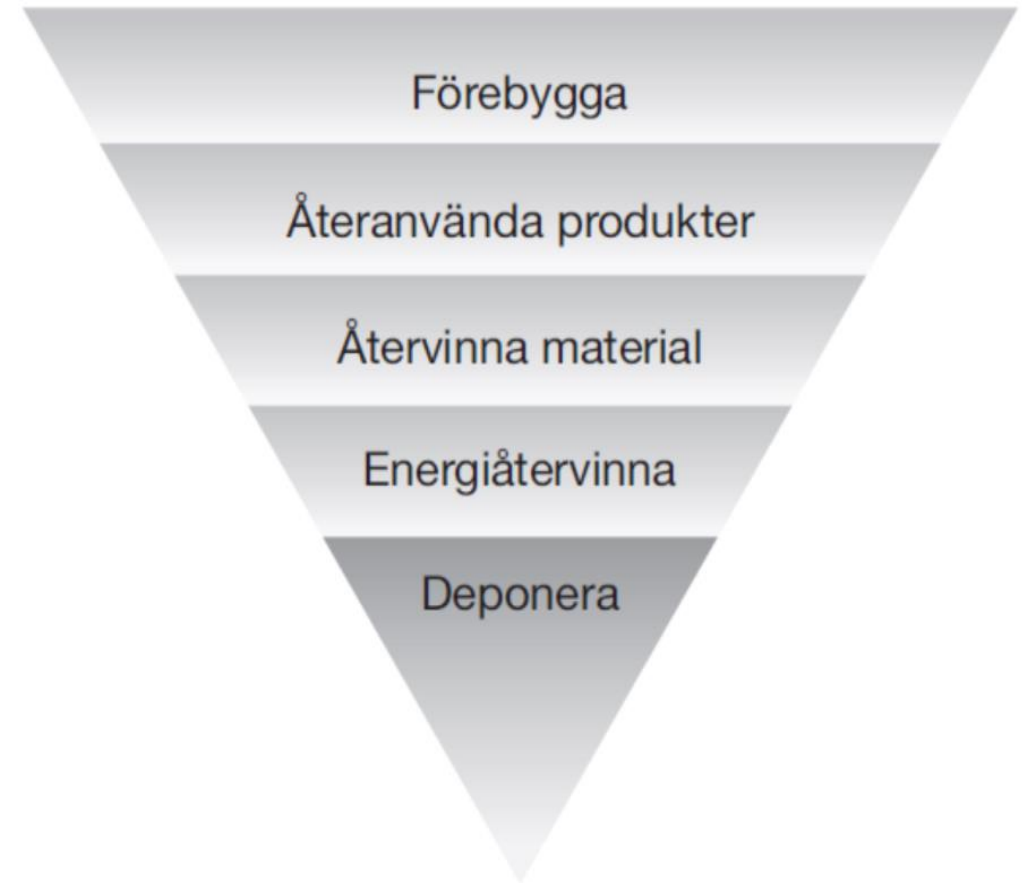 Förebygga
Återanvända produkter
Återvinna material
Energiåtervinna
Deponera